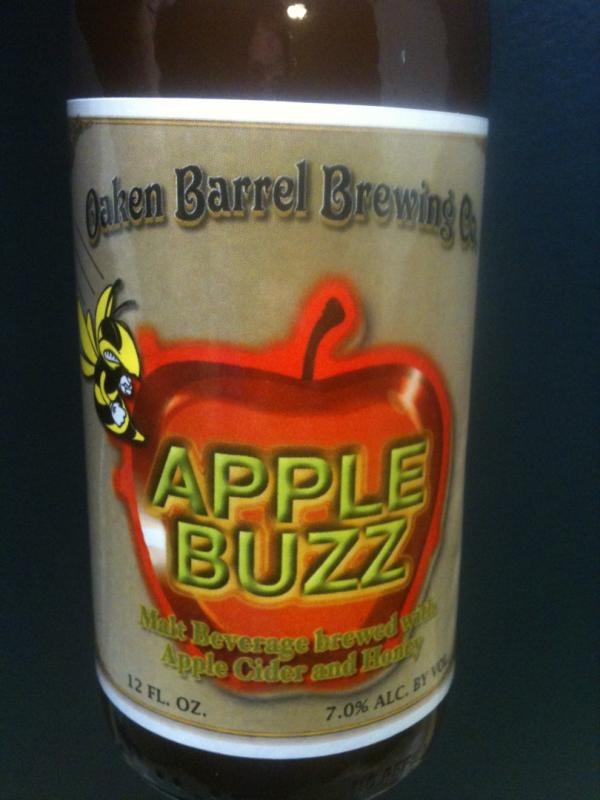 Oaken Barrel Brewing Co.
APPLE
BUZZ
Malt Beverage brewed with
Apple Cider and Honey
12 FL. OZ.
7.0% ALC. BY VOL